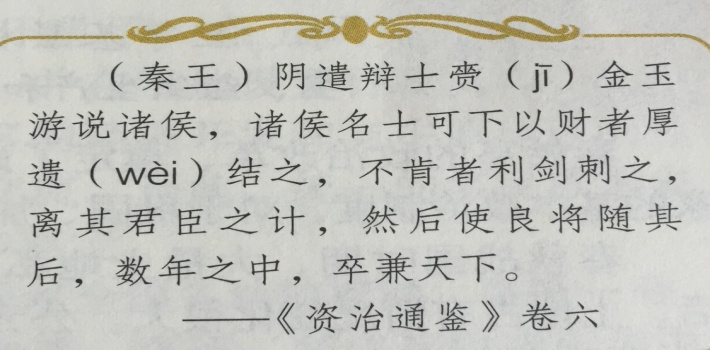 （秦王）阴遣辩士赍（jī）金玉
游说诸侯，诸侯名士可下以财者厚
遗（wèi）结之，不肯者利剑刺之，
离其君臣之计，然后使良将随其
后，数年之中，卒兼天下。
——《资治通鉴》卷六